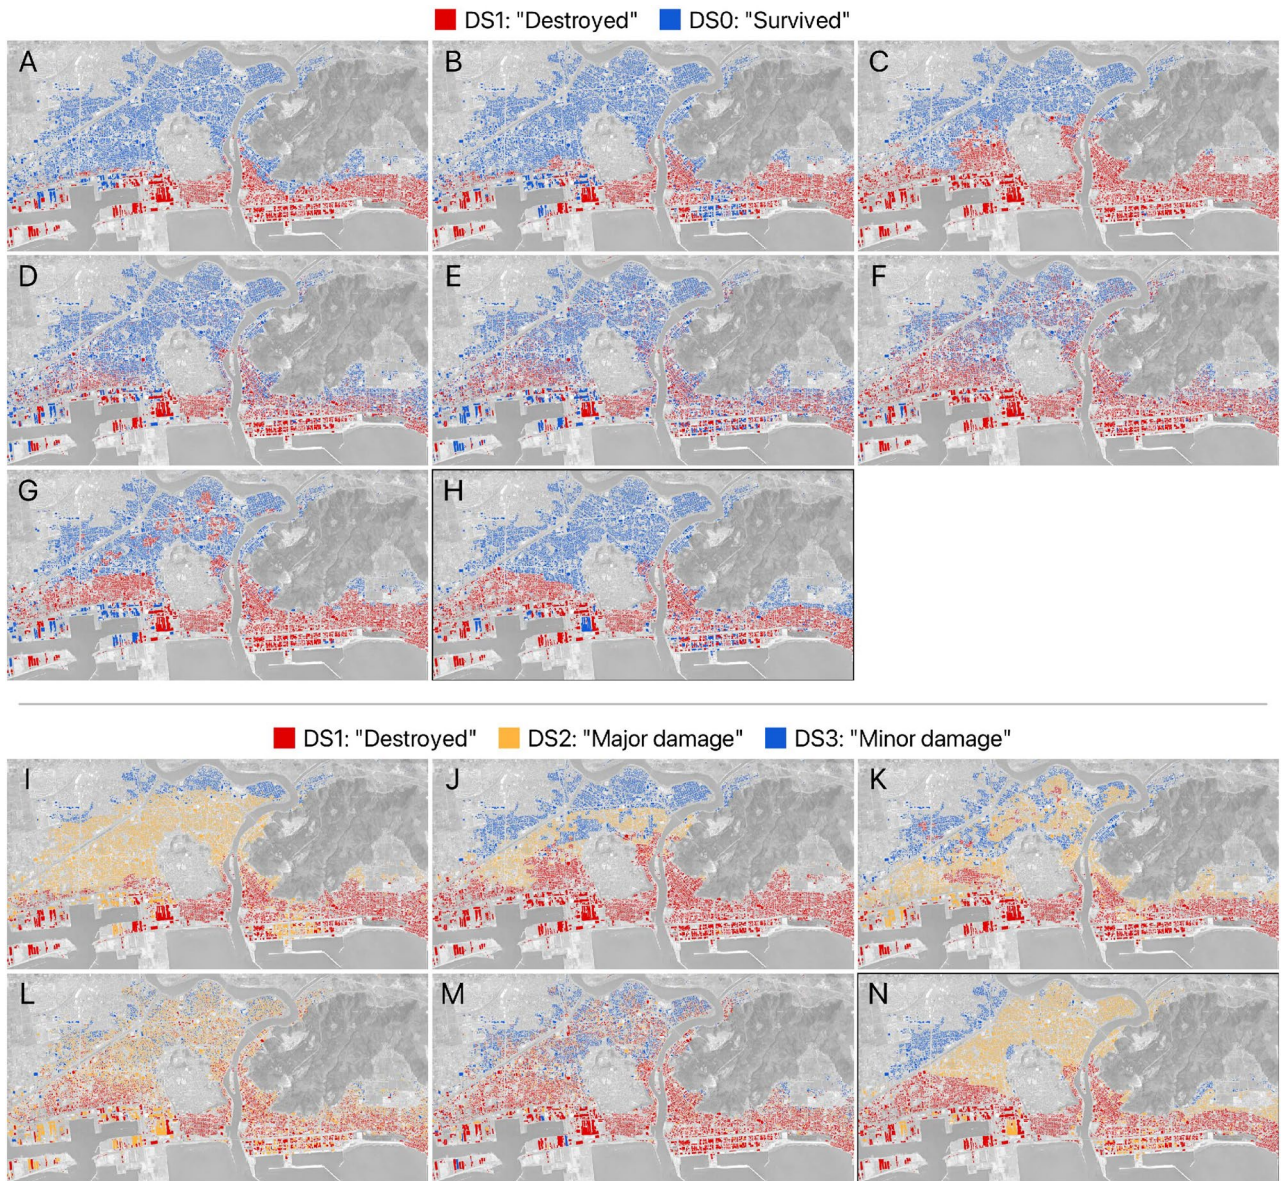 DS1: "Destroyed" DS0: "Survived"
A B C
D E F
G H
DS1: "Destroyed" DS2: "Major damage" DS3: "Minor damage"
I J K
L M N